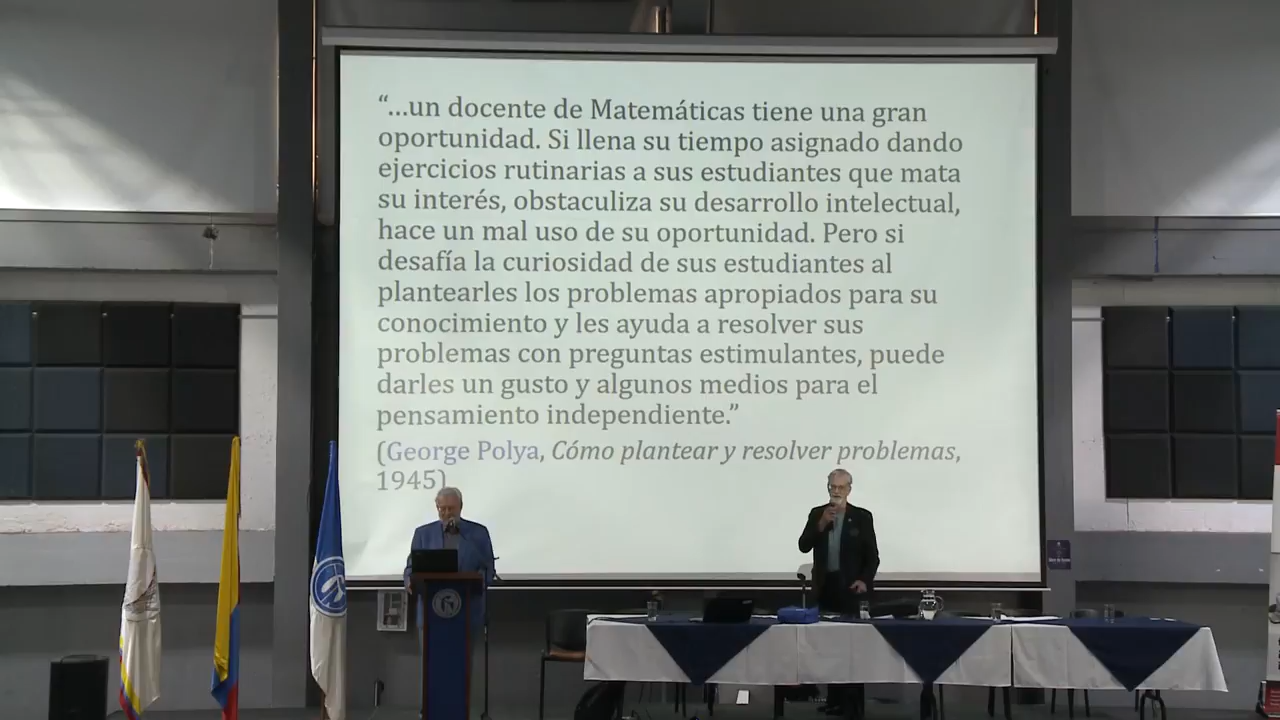 “...un docente de Matemáticas tiene una gran
oportunidad. Si llena su tiempo asignado dando
ejercicios rutinarias a sus estudiantes que mata
su interés, obstaculiza su desarrollo intelectual,
hace un mal uso de su oportunidad. Pero si
desafía la curiosidad de sus estudiantes al
plantearles los problemas apropiados para su
conocimiento y les ayuda a resolver sus
problemas con preguntas estimulantes, puede
darles un gusto y algunos medios para el
pensamiento independiente.”
(George Polya, Cómo plantear y resolver problemas,
1945)